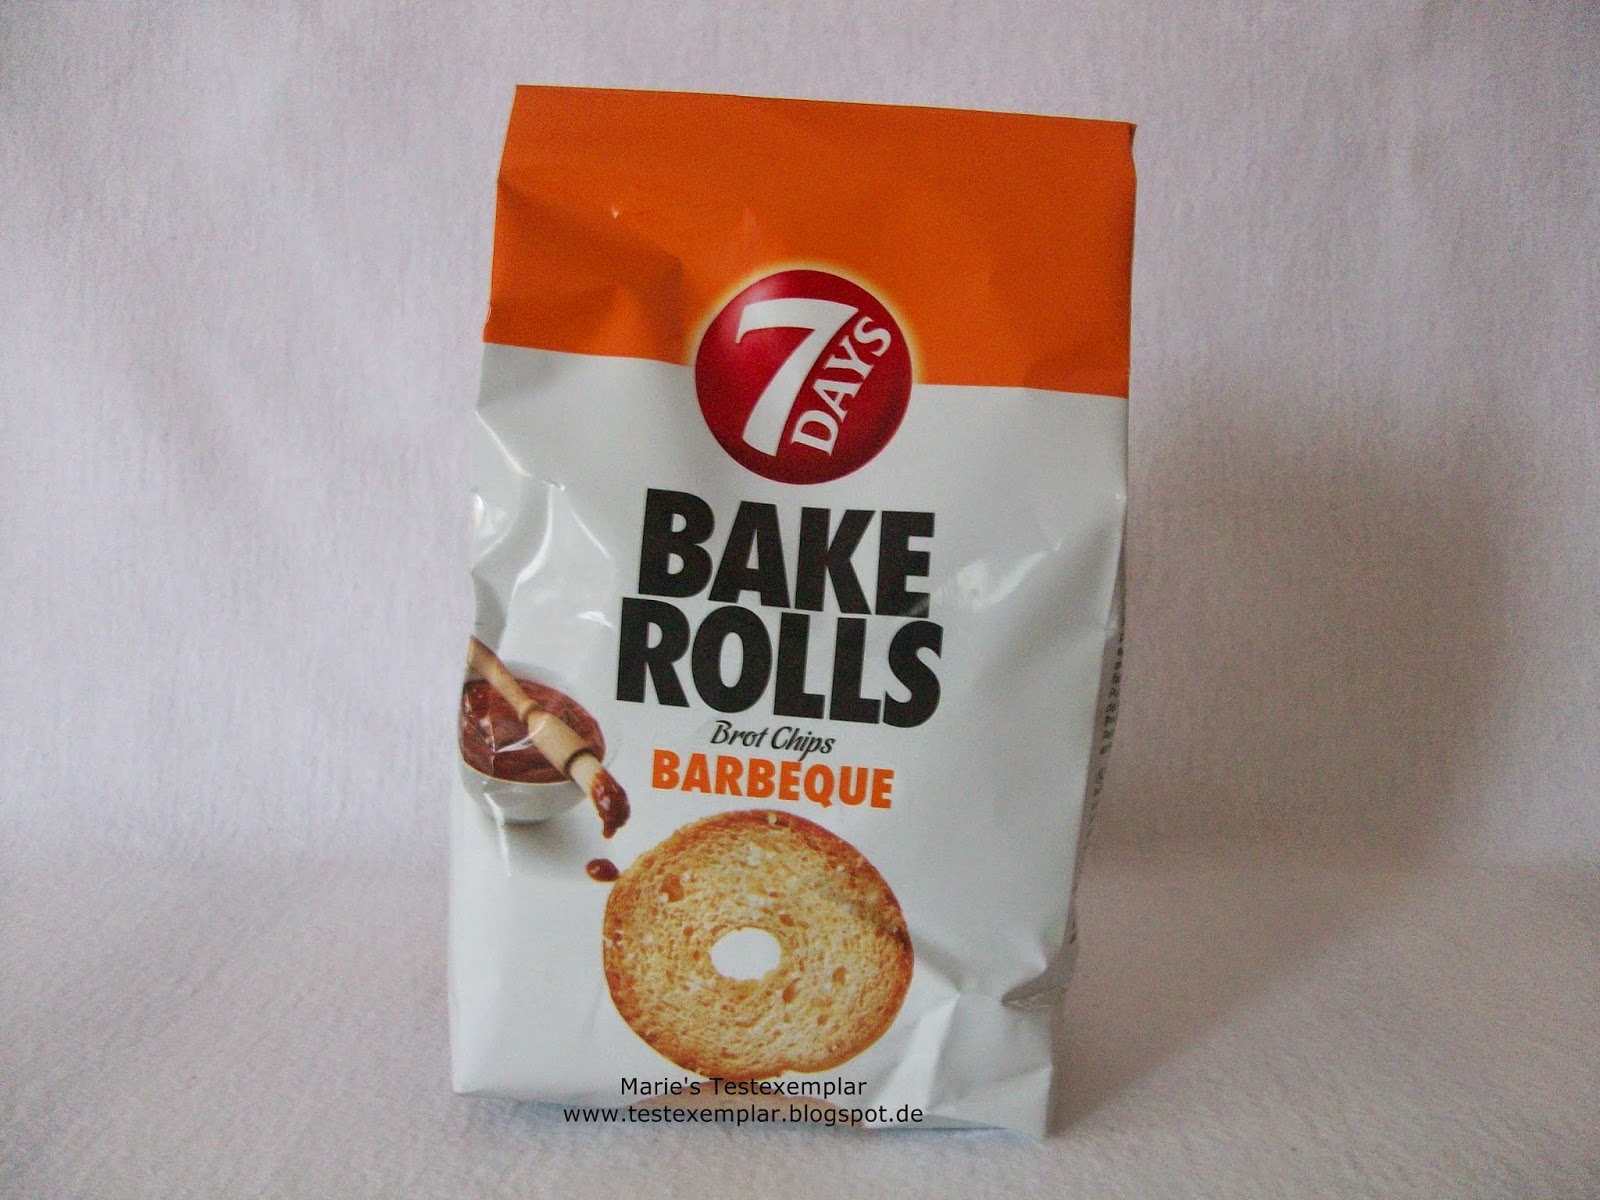 7
DAYS
BAKE
ROLLS
Brot Chips
BARBEQUE
Marie's Testexemplar
www.testexemplar.blogspot.de